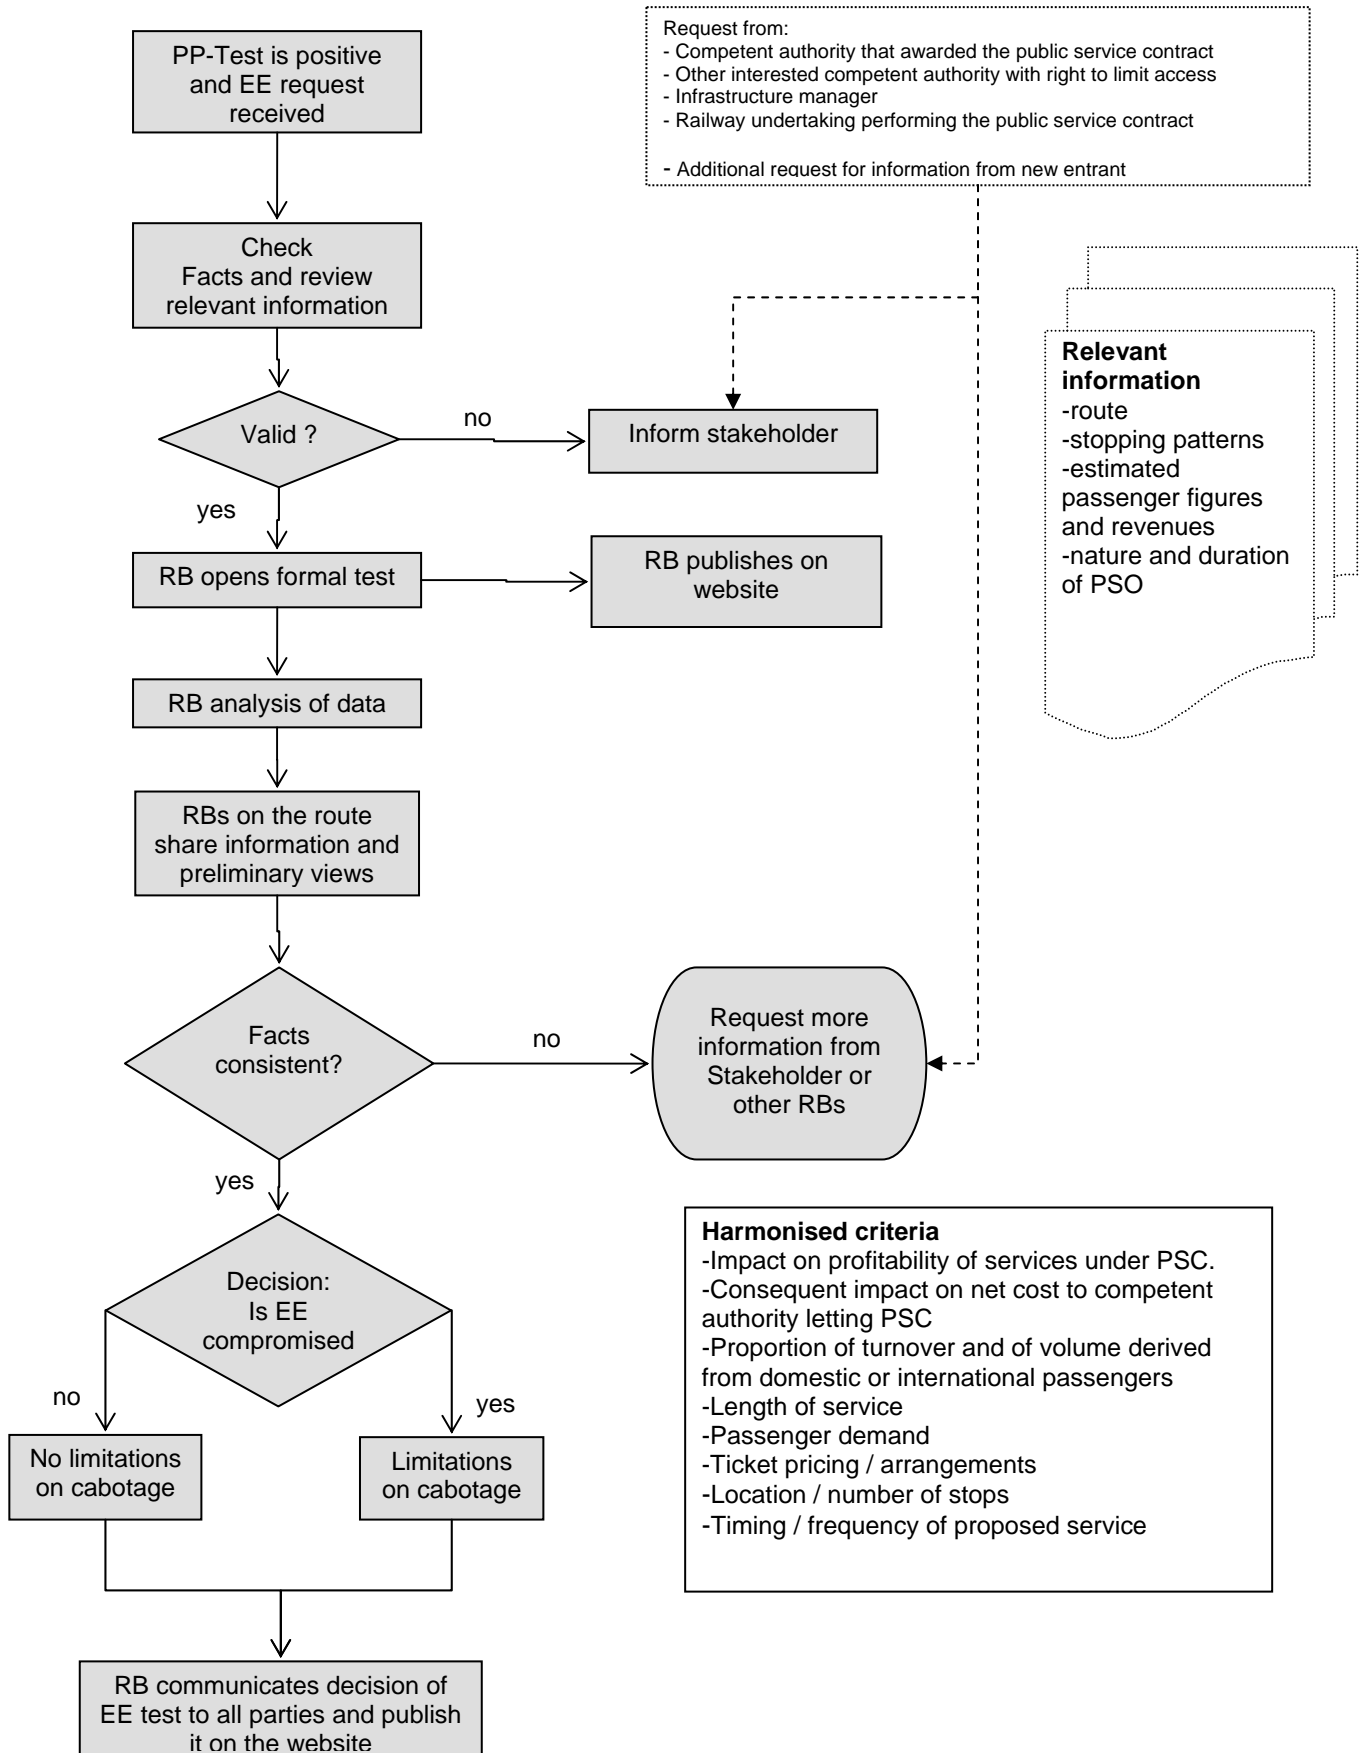 PP-Test is positive
and EE request
received
Request from:
- Competent authority that awarded the public service contract
- Other interested competent authority with right to limit access
- Infrastructure manager
- Railway undertaking performing the public service contract
- Additional request for information from new entrant
Check
Facts and review
relevant information
Relevant
information
-route
-stopping patterns
-estimated
passenger figures
and revenues
-nature and duration
of PSO
Valid ?
no
Inform stakeholder
yes
RB opens formal test
RB publishes on
website
RB analysis of data
RBs on the route
share information and
preliminary views
Facts
consistent?
no
Request more
information from
Stakeholder or
other RBs
yes
Decision:
Is EE
compromised
no
yes
No limitations
on cabotage
Limitations
on cabotage
Harmonised criteria
-Impact on profitability of services under PSC.
-Consequent impact on net cost to competent
authority letting PSC
-Proportion of turnover and of volume derived
from domestic or international passengers
-Length of service
-Passenger demand
-Ticket pricing / arrangements
-Location / number of stops
-Timing / frequency of proposed service
RB communicates decision of
EE test to all parties and publish
it on the website